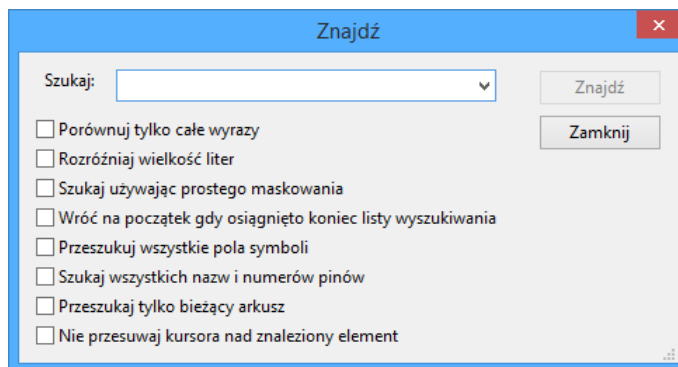 Znajdź
Szukaj:
Znajdź
Porównuj tylko całe wyrazy
Zamknij
Rozróźniaj wielkość liter
Szukaj używając prostego maskowania
Wróć na początek gdy osiągnięto koniec listy wyszukiwania
Przeszukuj wszystkie pola symboli
Szukaj wszystkich nazw i numerów pinów
Przeszukaj tylko bieżący arkusz
Nie przesuwaj kursora nad znaleziony element